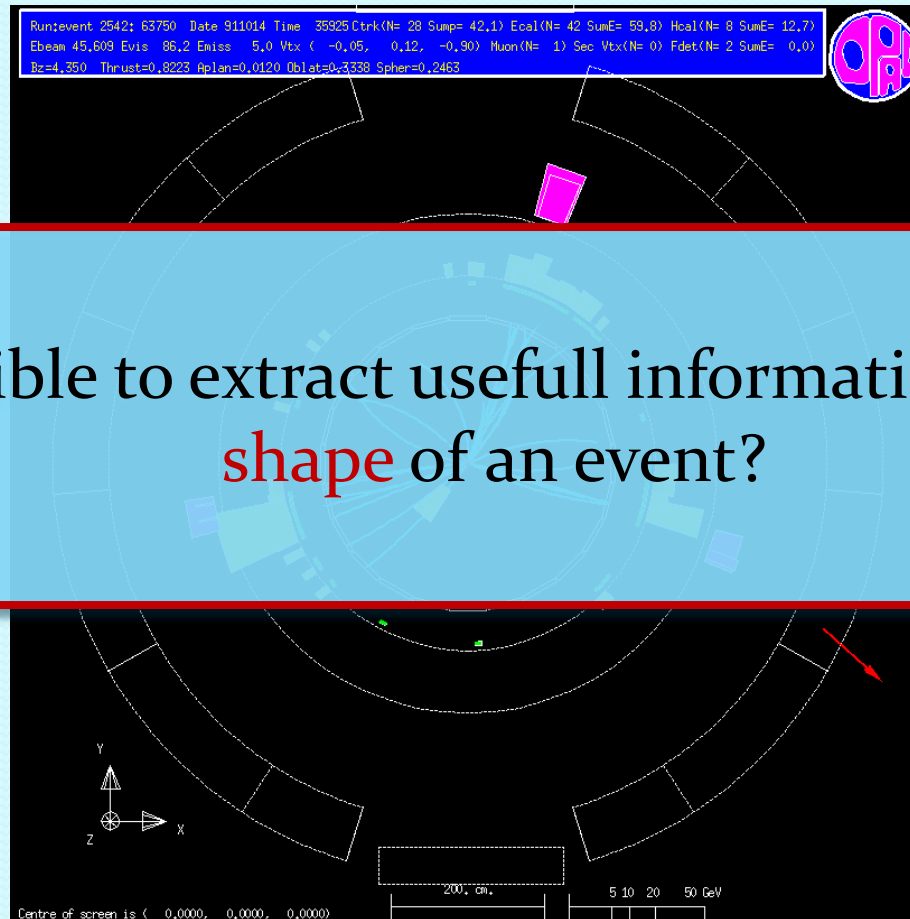 Run:event 2542: 63750 Date 911014 Time 35925 Ctrk(N= 28 Sump= 42.1) Ecal(N= 42 SumE= 59.8) Hcal(N= 8 SumE= 12.7)
Ebeam 45.609 Evis 86.2 Emiss 5.0 Vtx ( -0.05, 0.12, -0.90) Muon(N= 1) Sec Vtx(N= 0) Fdet(N= 2 SumE= 0.0)
Bz=4.350 Thrust=0.8223 Aplan=0.0120 Oblat=0.3338 Spher=0.2463
OPAL
ible to extract usefull informati
shape of an event?
Y
Z X
200. cm.
5 10 20 50 GeV
Centre of screen is ( 0.0000, 0.0000, 0.0000)